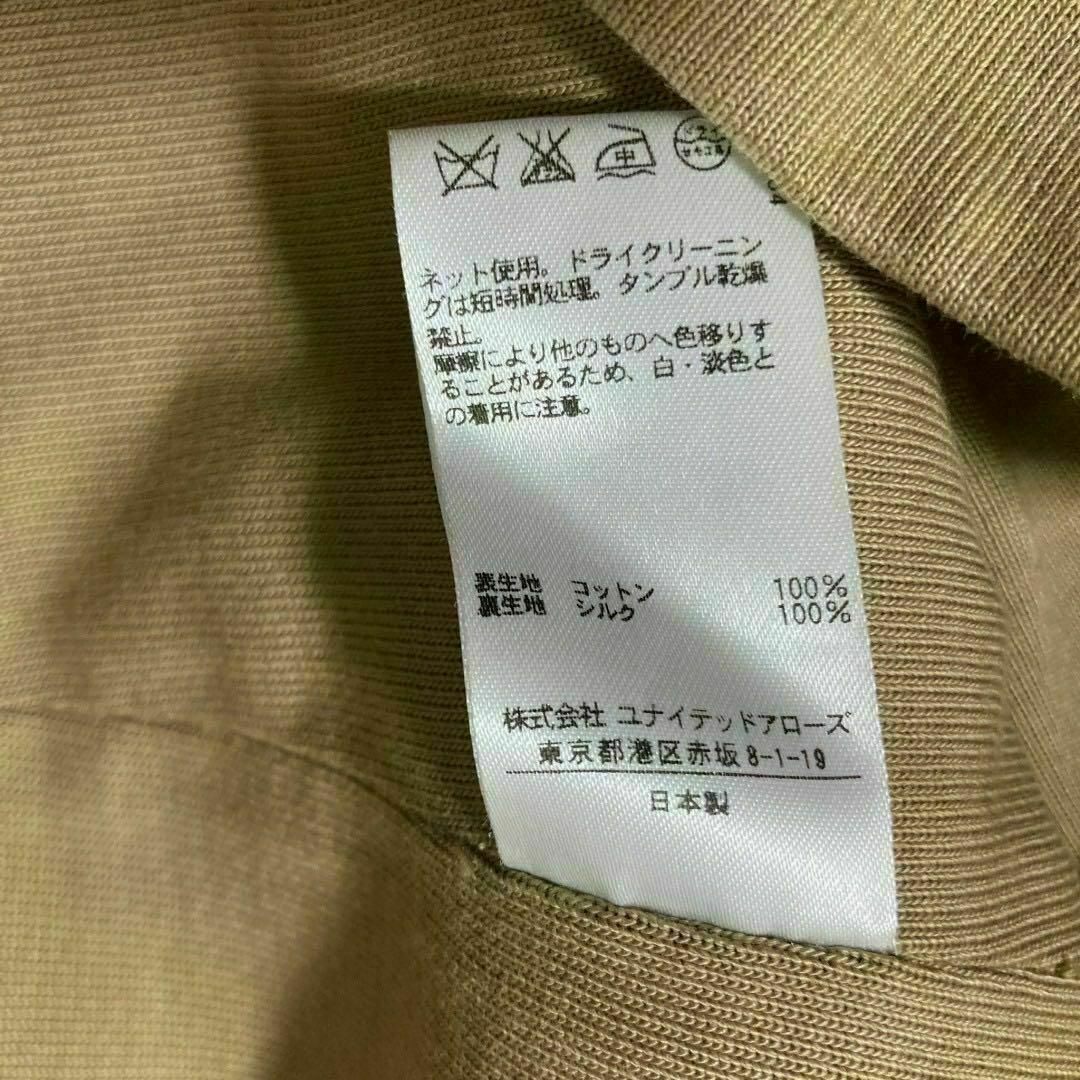 中
ネット使用。ドライクリーニン
グは短時間処理。タンブル乾燥
禁止。
摩擦により他のものへ色移りす
ることがあるため、白・淡色と
の着用に注意。
表生地 コットン 100%
裏生地 シルク 100%
株式会社 ユナイテッドアローズ
東京都港区赤坂 8-1-19
日本製